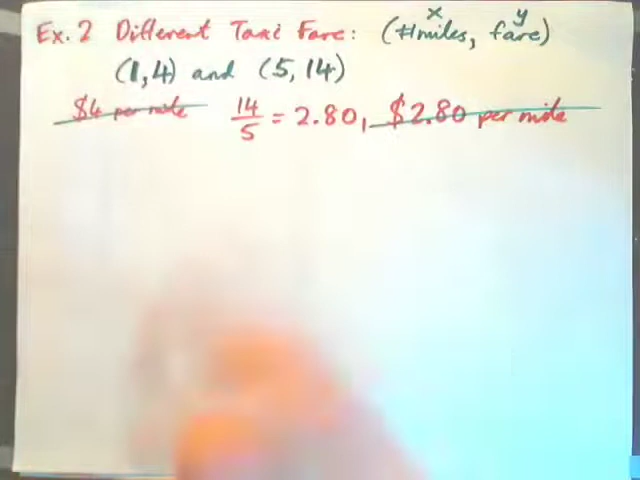 x y
Ex. 2 Different Taxi Fare: (#miles, fare)
(1,4) and (5,14)
$4 per mile 14/5 = 2.80, $2.80 per mile